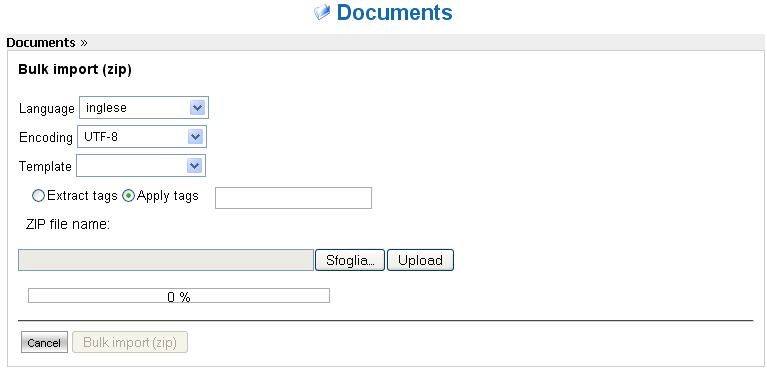 Documents
Documents »
Bulk import (zip)
Language inglese
Encoding UTF-8
Template
Extract tags Apply tags
ZIP file name:
Sfoglia... Upload
0 %
Cancel Bulk import (zip)